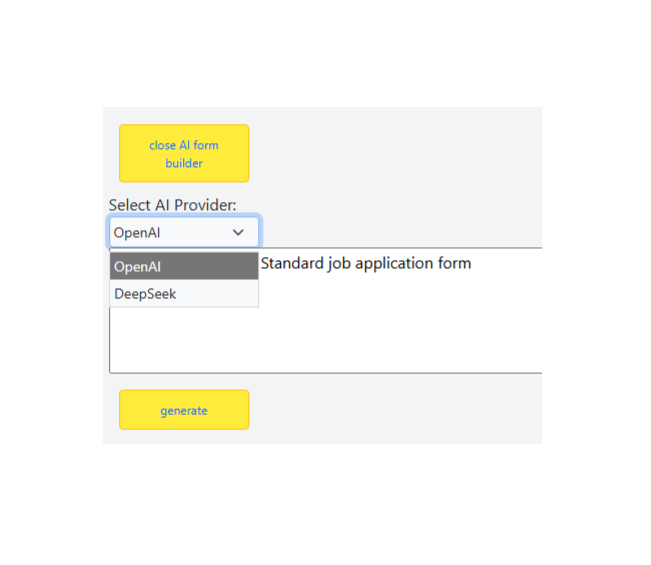 close AI form
builder
Select AI Provider:
OpenAI
OpenAI
Standard job application form
DeepSeek
generate